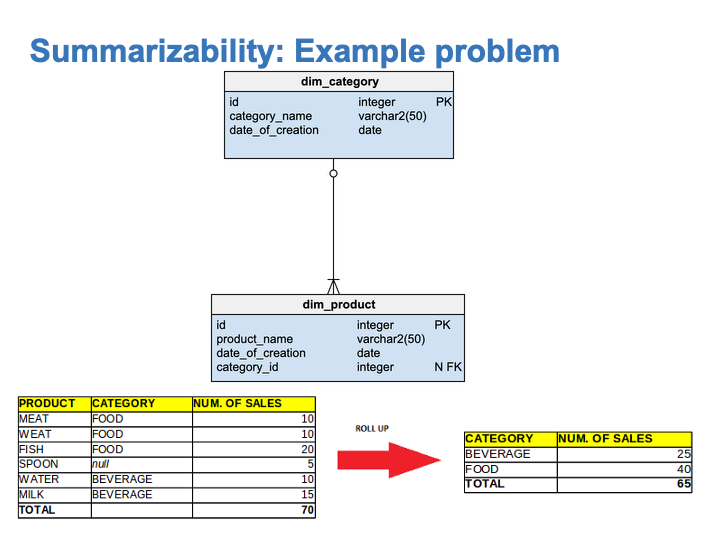 Summarizability: Example problem
dim_category
id integer PK
category_name varchar2(50)
date_of_creation date
dim_product
id integer PK
product_name varchar2(50)
date_of_creation date
category_id integer N FK
PRODUCT CATEGORY NUM. OF SALES
MEAT FOOD 10
WEAT FOOD 10
FISH FOOD 20
SPOON null 5
WATER BEVERAGE 10
MILK BEVERAGE 15
TOTAL 70
ROLL UP
CATEGORY NUM. OF SALES
BEVERAGE 25
FOOD 40
TOTAL 65